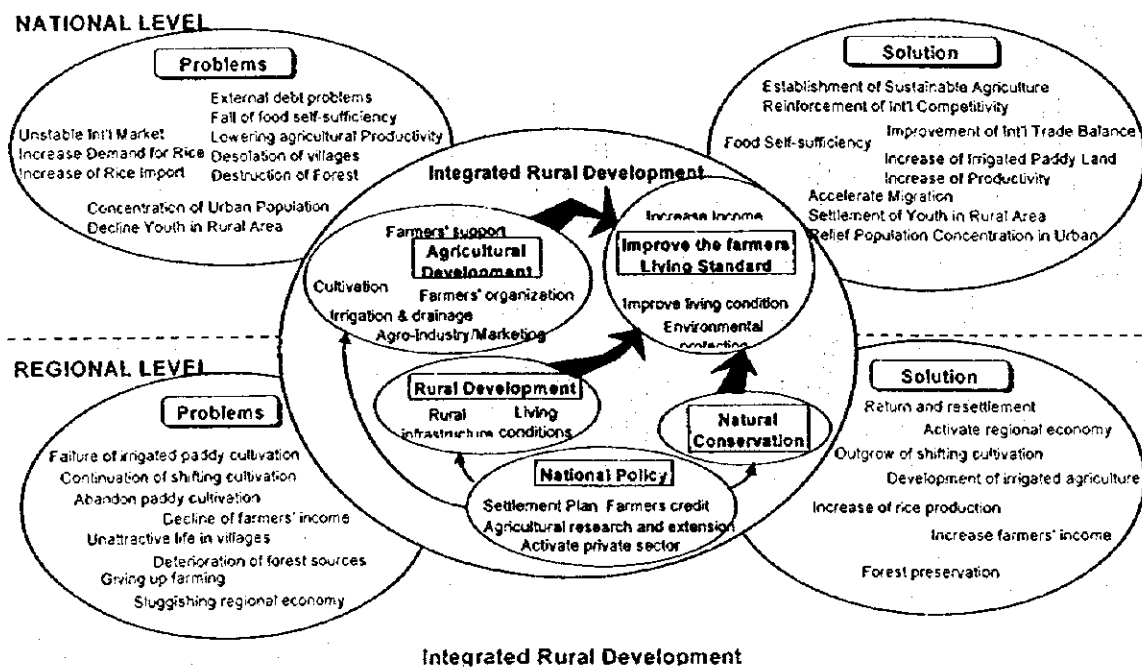 NATIONAL LEVEL
Problems
External debt problems
Fall of food self-sufficiency
Unstable Int'l Market
Lowering agricultural Productivity
Increase Demand for Rice
Desolation of villages
Increase of Rice Import
Destruction of Forest
Concentration of Urban Population
Decline Youth in Rural Area
Solution
Establishment of Sustainable Agriculture
Reinforcement of Int'l Competitivity
Improvement of Int'l Trade Balance
Food Self-sufficiency
Increase of Irrigated Paddy Land
Increase of Productivity
Accelerate Migration
Settlement of Youth in Rural Area
Relief Population Concentration in Urban
Integrated Rural Development
Farmers' support
Agricultural
Development
Cultivation
Farmers' organization
Irrigation & drainage
Agro-Industry/Marketing
Increase Income
Improve the farmers
Living Standard
Improve living condition
Environmental
protection
Rural Development
Rural infrastructure
Living conditions
Natural
Conservation
National Policy
Settlement Plan Farmers credit
Agricultural research and extension
Activate private sector
REGIONAL LEVEL
Problems
Failure of irrigated paddy cultivation
Continuation of shifting cultivation
Abandon paddy cultivation
Decline of farmers' income
Unattractive life in villages
Deterioration of forest sources
Giving up farming
Sluggishing regional economy
Solution
Return and resettlement
Activate regional economy
Outgrow of shifting cultivation
Development of irrigated agriculture
Increase of rice production
Increase farmers' income
Forest preservation
Integrated Rural Development